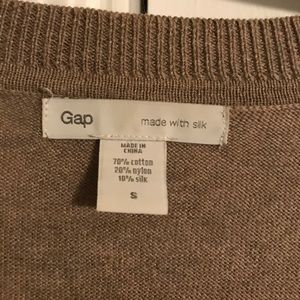 Gap
made with silk
MADE IN
CHINA
70% cotton
20% nylon
10% silk
S